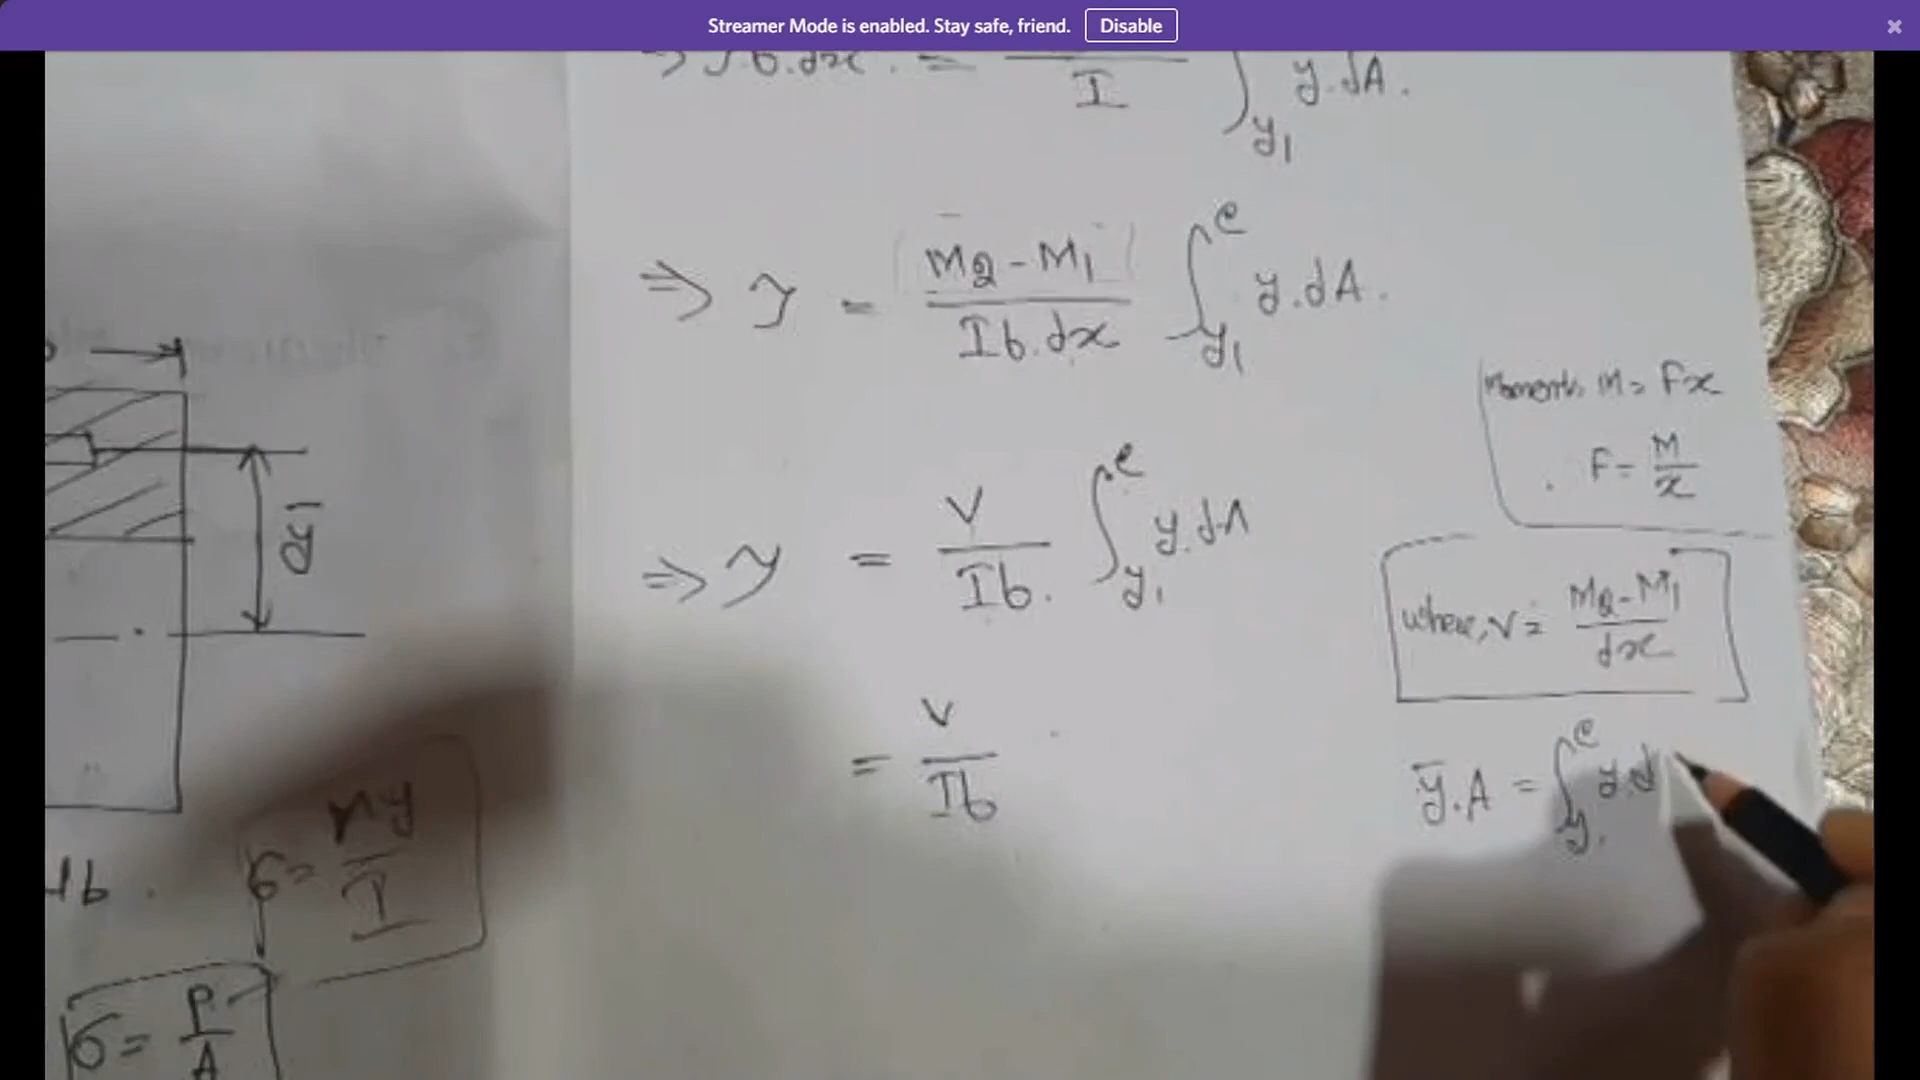 Streamer Mode is enabled. Stay safe, friend. Disable
I
y.dA.
y1
⇒ τ = M2-M1 / Ib.dx ∫ e y1 y.dA.
Moment, M = Fx
F = M/x
⇒ τ = V / Ib. ∫ e y1 y.dA
where, V = M2-M1 / dx
= V / Ib
ȳ.A = ∫ e y1 y.d
σ = My / I
σ = P / A